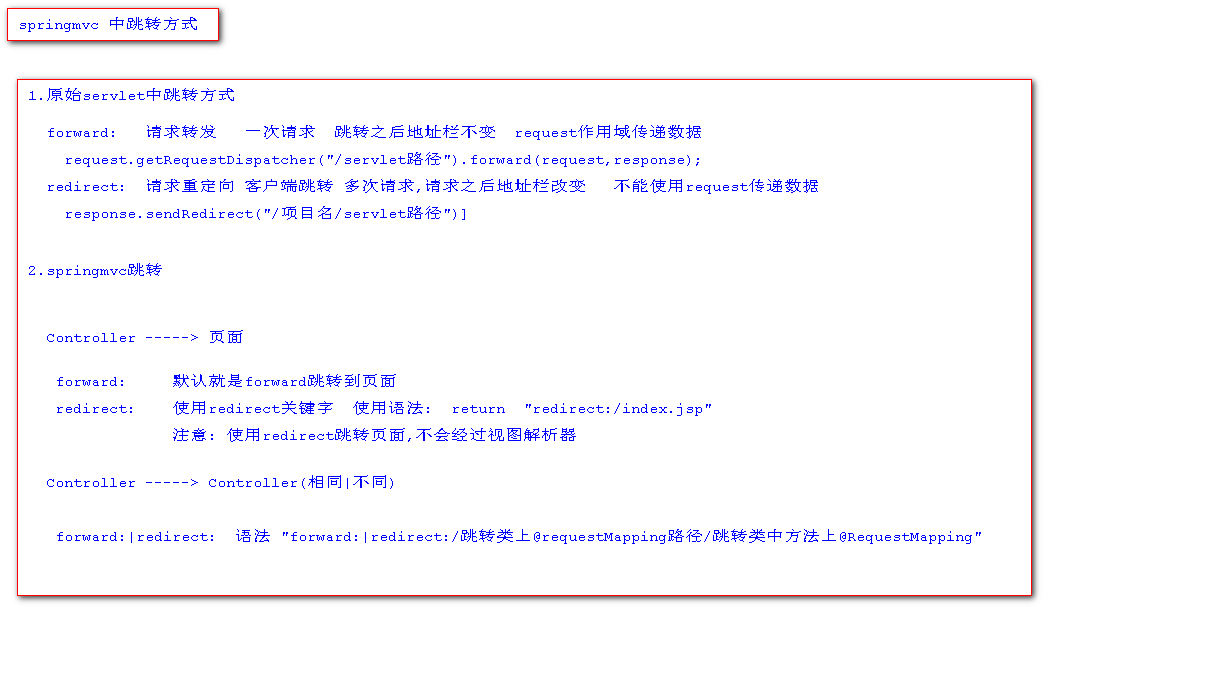 springmvc 中跳转方式
1.原始servlet中跳转方式
forward: 请求转发 一次请求 跳转之后地址栏不变 request作用域传递数据
request.getRequestDispatcher("/servlet路径").forward(request,response);
redirect: 请求重定向 客户端跳转 多次请求,请求之后地址栏改变 不能使用request传递数据
response.sendRedirect("/项目名/servlet路径")]
2.springmvc跳转
Controller -----> 页面
forward: 默认就是forward跳转到页面
redirect: 使用redirect关键字 使用语法: return "redirect:/index.jsp"
注意: 使用redirect跳转页面,不会经过视图解析器
Controller -----> Controller(相同|不同)
forward:|redirect: 语法 "forward:|redirect:/跳转类上@requestMapping路径/跳转类中方法上@RequestMapping"